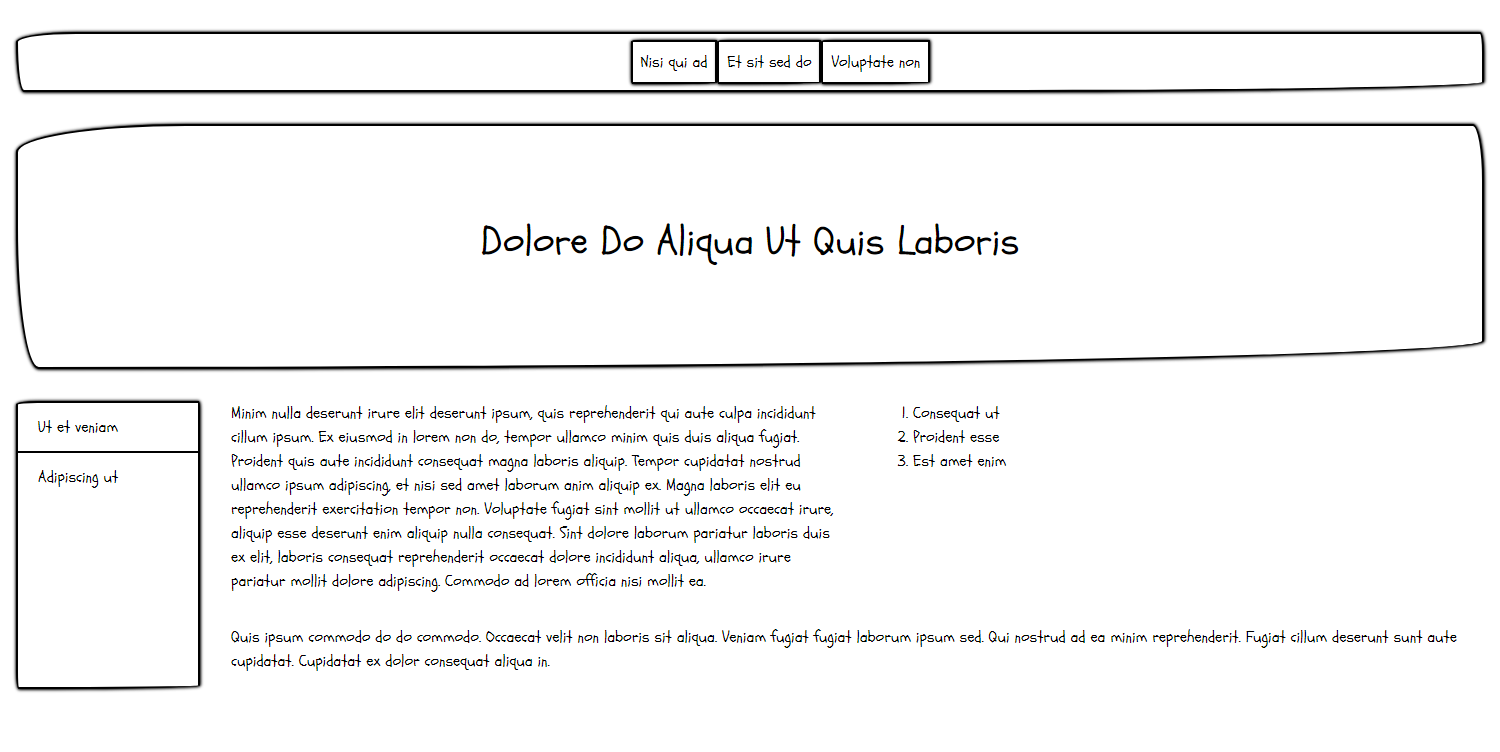 Nisi qui ad
Et sit sed do
Voluptate non
Dolore Do Aliqua Ut Quis Laboris
Ut et veniam
Adipiscing ut
Minim nulla deserunt irure elit deserunt ipsum, quis reprehenderit qui aute culpa incididunt
cillum ipsum. Ex eiusmod in lorem non do, tempor ullamco minim quis duis aliqua fugiat.
Proident quis aute incididunt consequat magna laboris aliquip. Tempor cupidatat nostrud
ullamco ipsum adipiscing, et nisi sed amet laborum anim aliquip ex. Magna laboris elit eu
reprehenderit exercitation tempor non. Voluptate fugiat sint mollit ut ullamco occaecat irure,
aliquip esse deserunt enim aliquip nulla consequat. Sint dolore laborum pariatur laboris duis
ex elit, laboris consequat reprehenderit occaecat dolore incididunt aliqua, ullamco irure
pariatur mollit dolore adipiscing. Commodo ad lorem officia nisi mollit ea.
1. Consequat ut
2. Proident esse
3. Est amet enim
Quis ipsum commodo do do commodo. Occaecat velit non laboris sit aliqua. Veniam fugiat fugiat laborum ipsum sed. Qui nostrud ad ea minim reprehenderit. Fugiat cillum deserunt sunt aute
cupidatat. Cupidatat ex dolor consequat aliqua in.